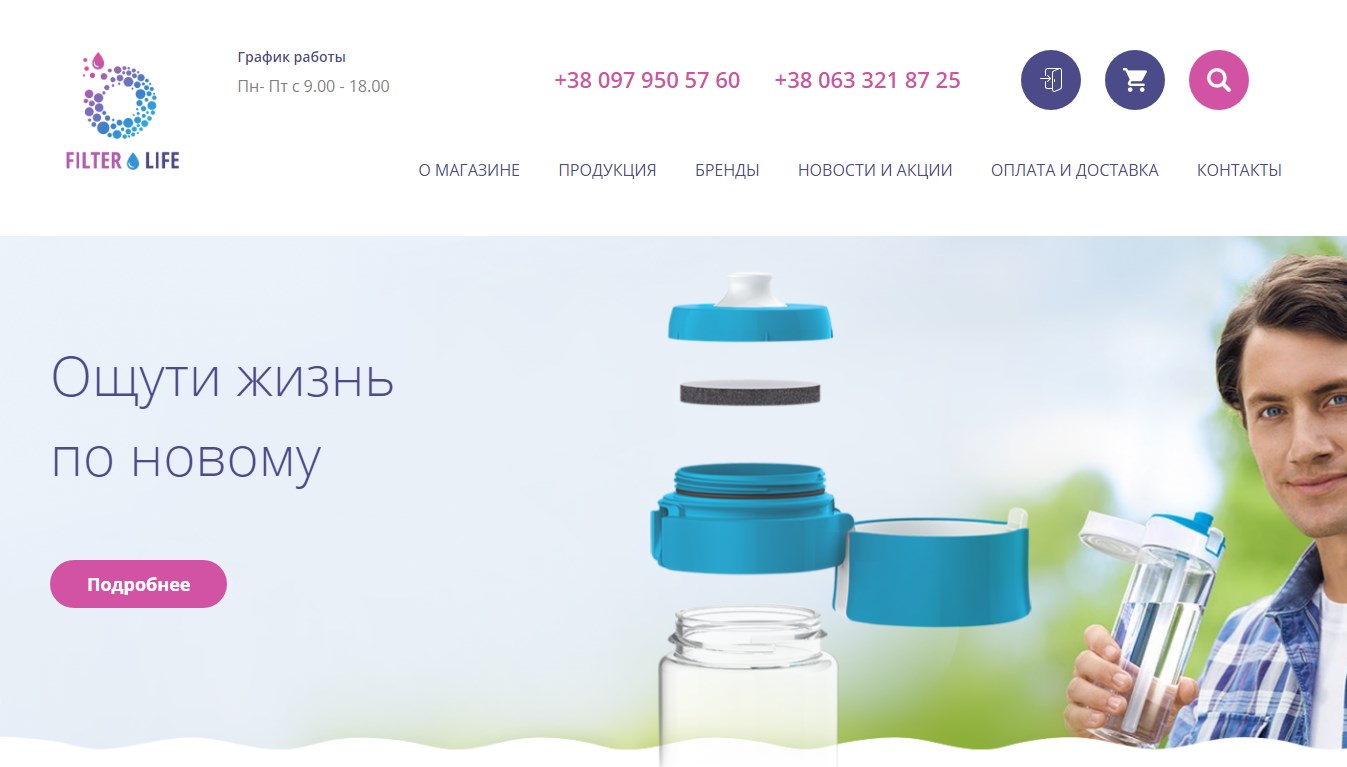 FILTER LIFE
График работы
Пн- Пт с 9.00 - 18.00
+38 097 950 57 60
+38 063 321 87 25
О МАГАЗИНЕ
ПРОДУКЦИЯ
БРЕНДЫ
НОВОСТИ И АКЦИИ
ОПЛАТА И ДОСТАВКА
КОНТАКТЫ
Ощути жизнь
по новому
Подробнее